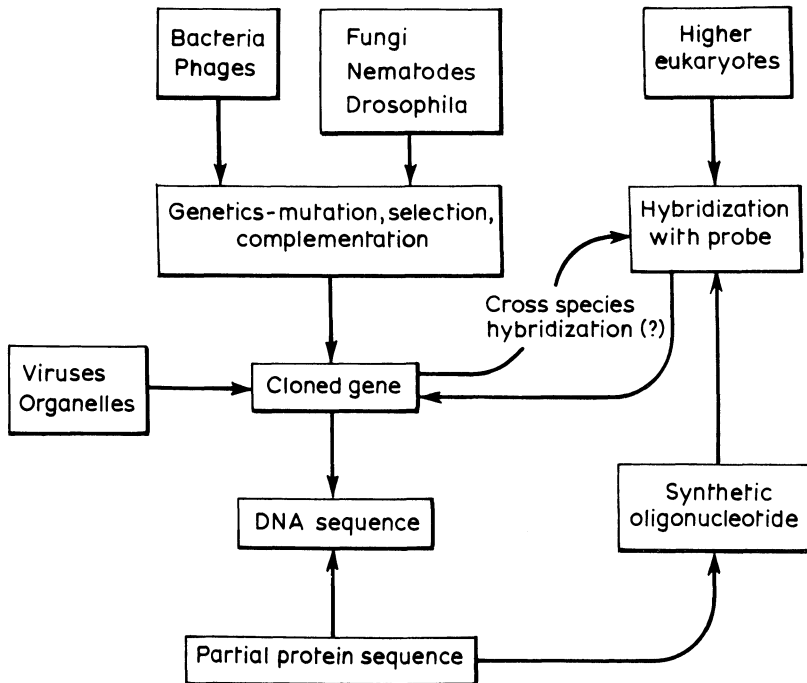 Bacteria
Phages
Fungi
Nematodes
Drosophila
Higher
eukaryotes
Genetics-mutation, selection,
complementation
Hybridization
with probe
Cross species
hybridization (?)
Viruses
Organelles
Cloned gene
DNA sequence
Synthetic
oligonucleotide
Partial protein sequence